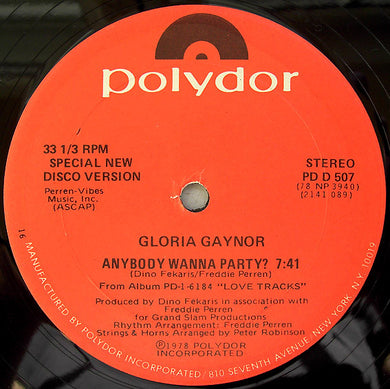 polydor
33 1/3 RPM
SPECIAL NEW
DISCO VERSION
Perren-Vibes
Music, Inc.
(ASCAP)
STEREO
PD D 507
(78 NP 3940)
(2141 089)
GLORIA GAYNOR
ANYBODY WANNA PARTY? 7:41
(Dino Fekaris/Freddie Perren)
From Album PD-1-6184 "LOVE TRACKS"
Produced by Dino Fekaris in association with
Freddie Perren
for Grand Slam Productions
Rhythm Arrangement: Freddie Perren
Strings & Horns Arranged by Peter Robinson
Ⓟ1978 POLYDOR
INCORPORATED
16
MANUFACTURED BY POLYDOR INCORPORATED/810 SEVENTH AVENUE, NEW YORK, N.Y. 10019